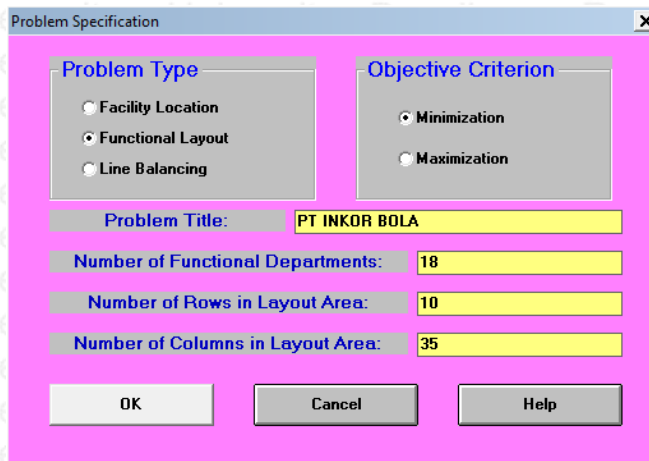 Problem Specification
Problem Type
Objective Criterion
Facility Location
Functional Layout
Line Balancing
Minimization
Maximization
Problem Title: PT INKOR BOLA
Number of Functional Departments: 18
Number of Rows in Layout Area: 10
Number of Columns in Layout Area: 35
OK Cancel Help